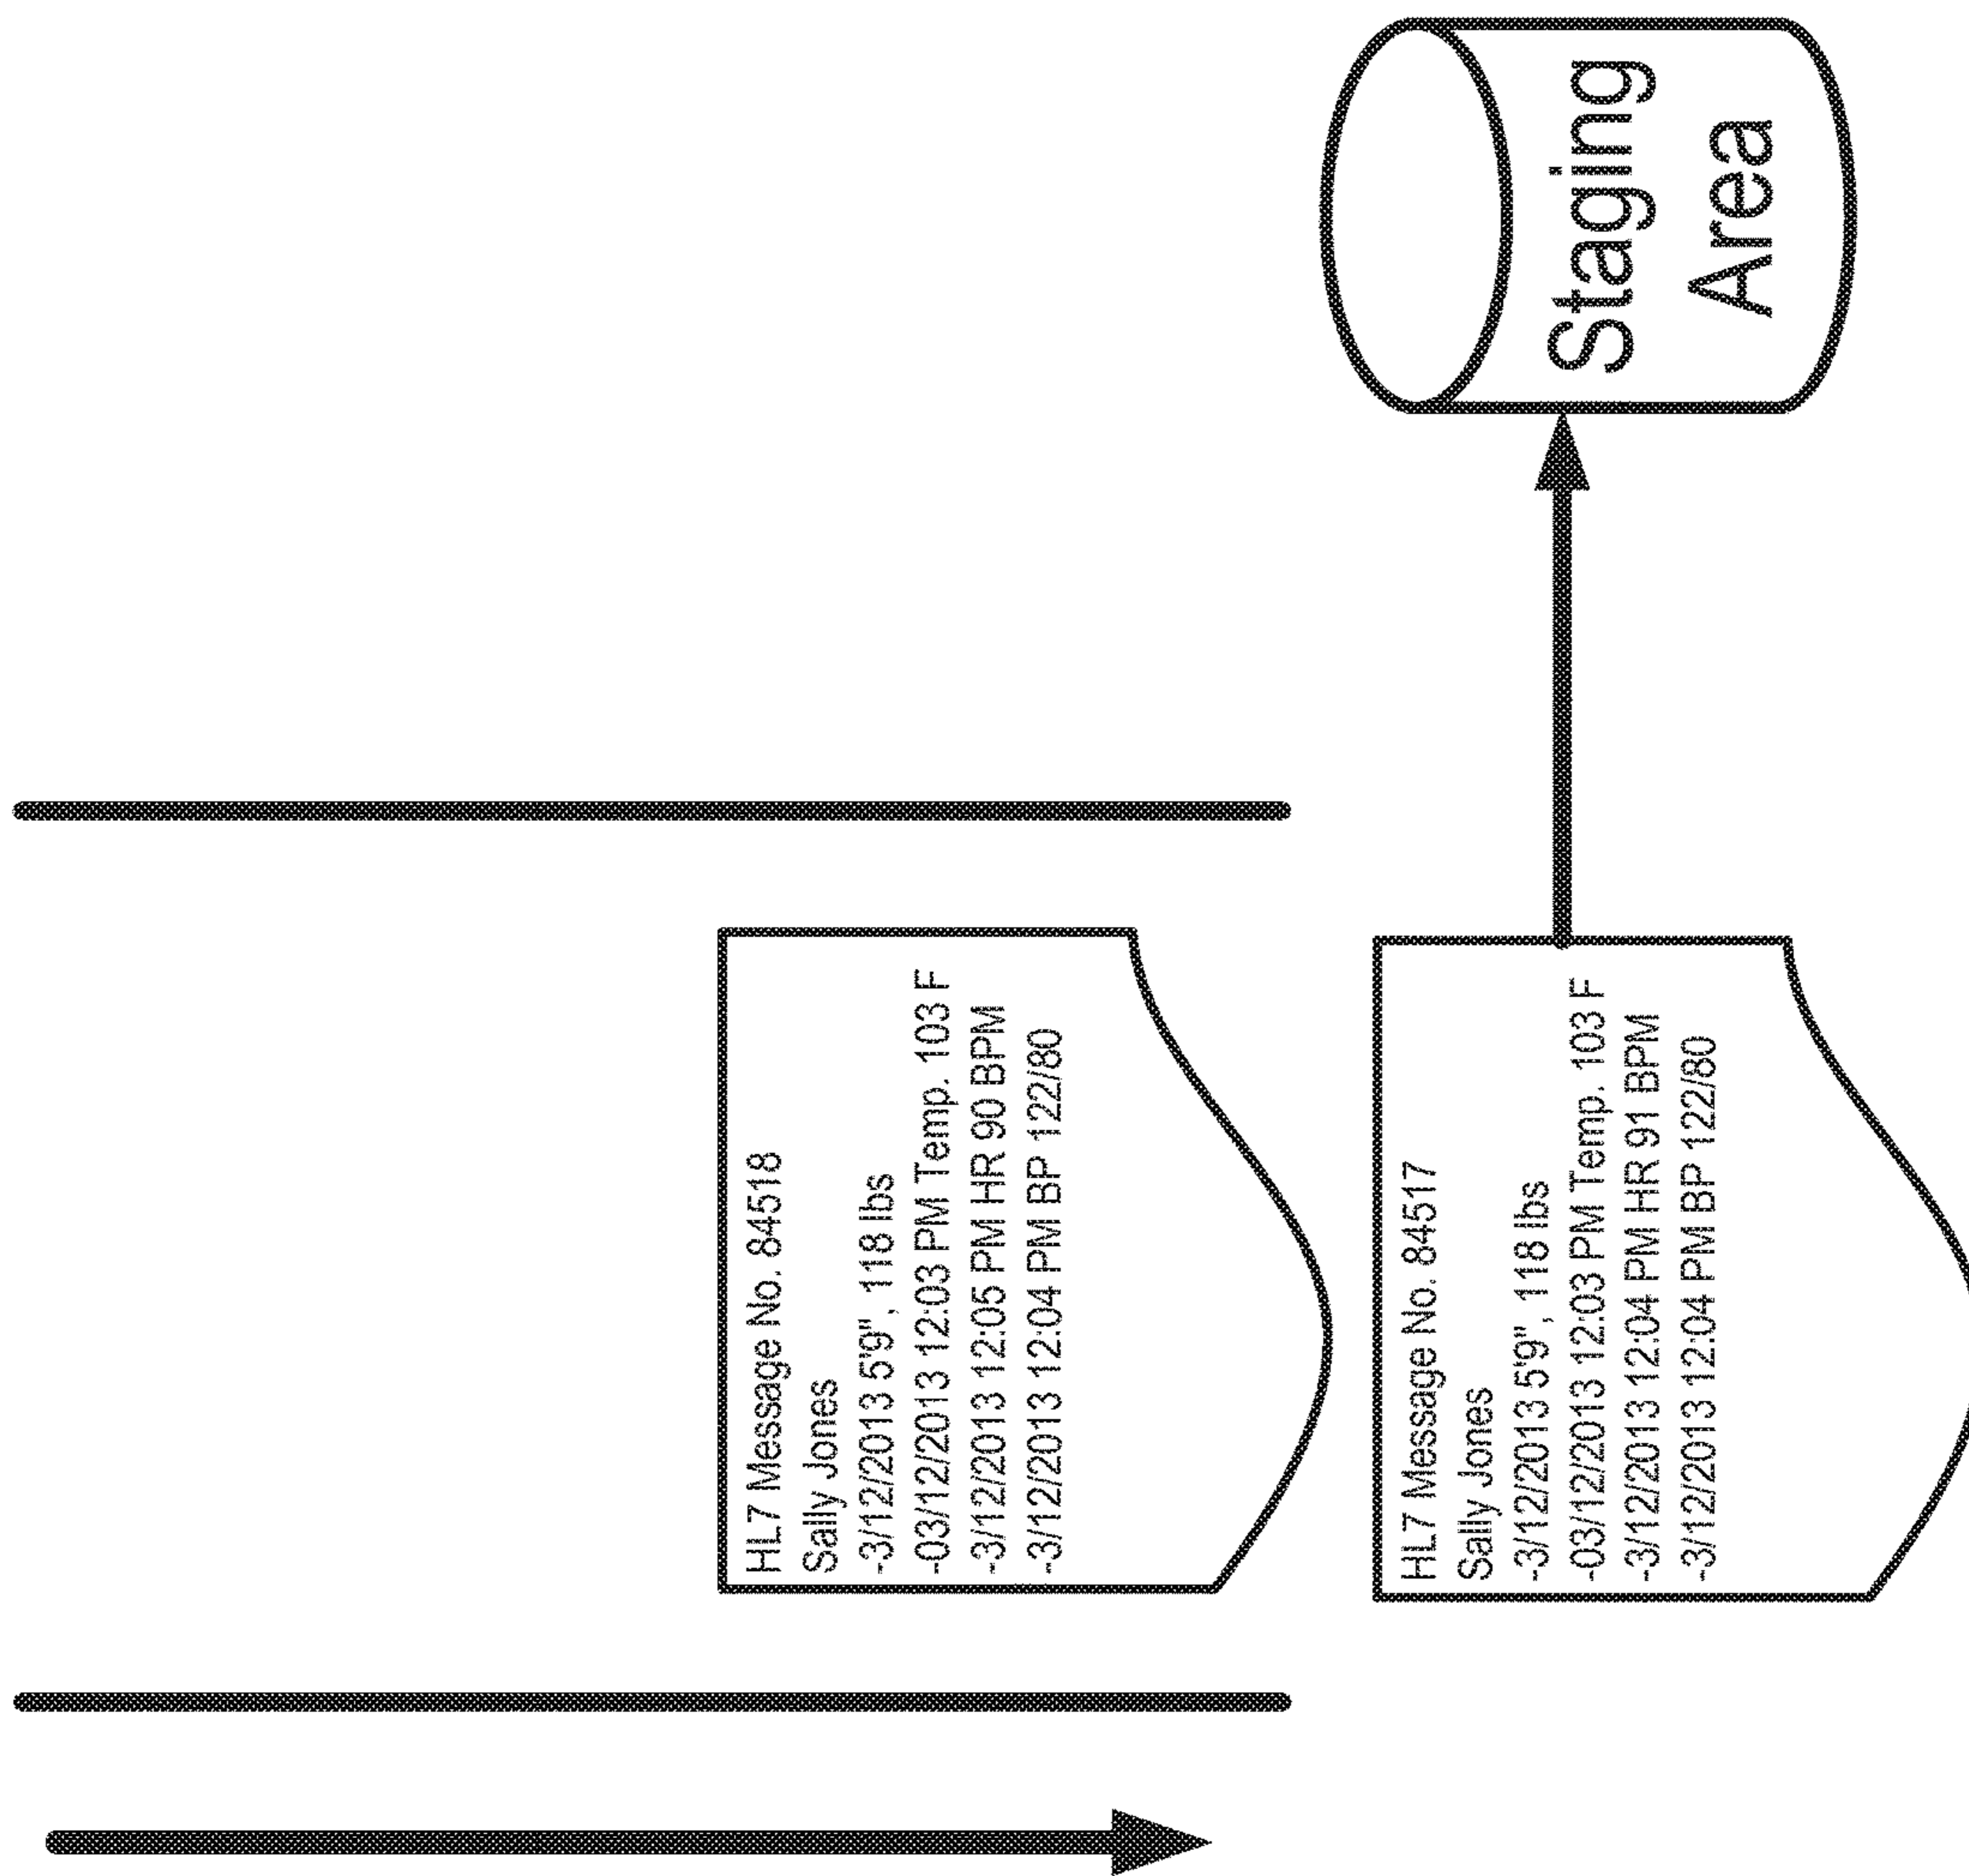 HL7 Message No. 84518
Sally Jones
-3/12/2013 5'9", 118 lbs
-03/12/2013 12:03 PM Temp. 103 F
-3/12/2013 12:05 PM HR 90 BPM
-3/12/2013 12:04 PM BP 122/80
HL7 Message No. 84517
Sally Jones
-3/12/2013 5'9", 118 lbs
-03/12/2013 12:03 PM Temp. 103 F
-3/12/2013 12:04 PM HR 91 BPM
-3/12/2013 12:04 PM BP 122/80
Staging
Area